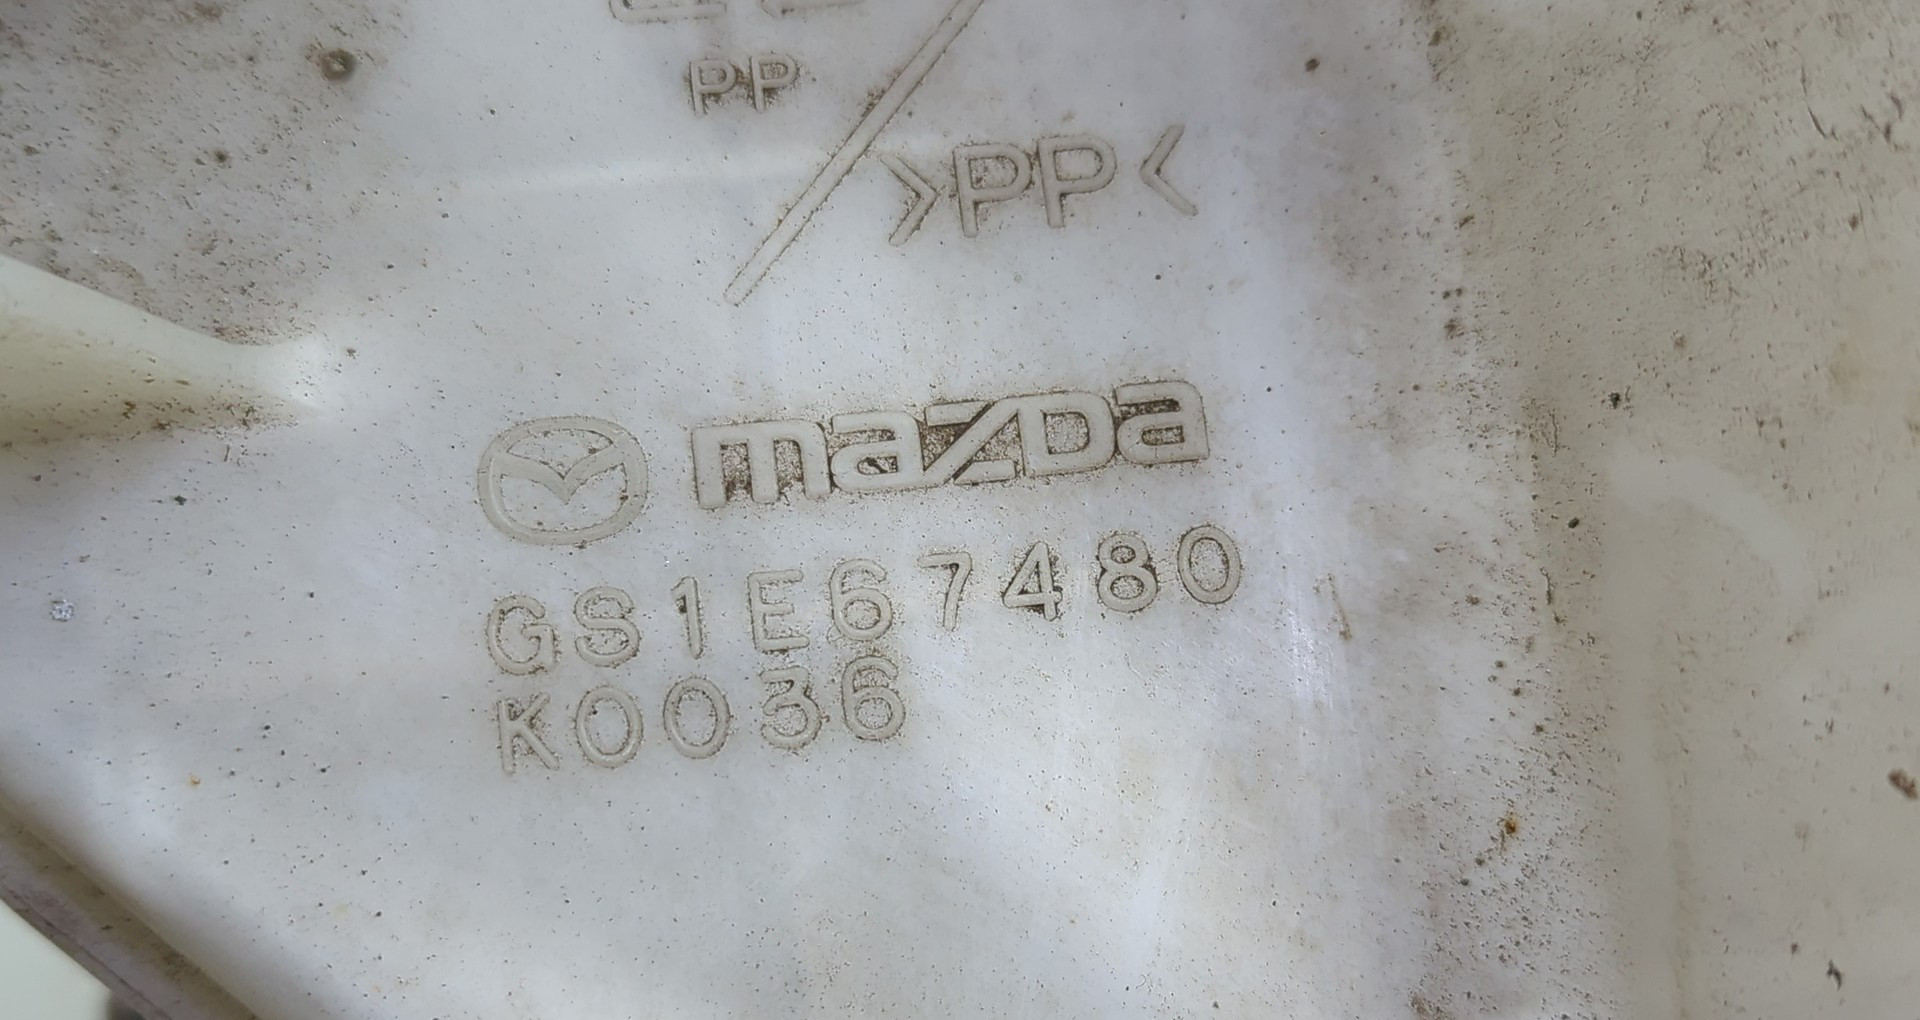 PP
>PP<
mazda
GS1E67480
K0036